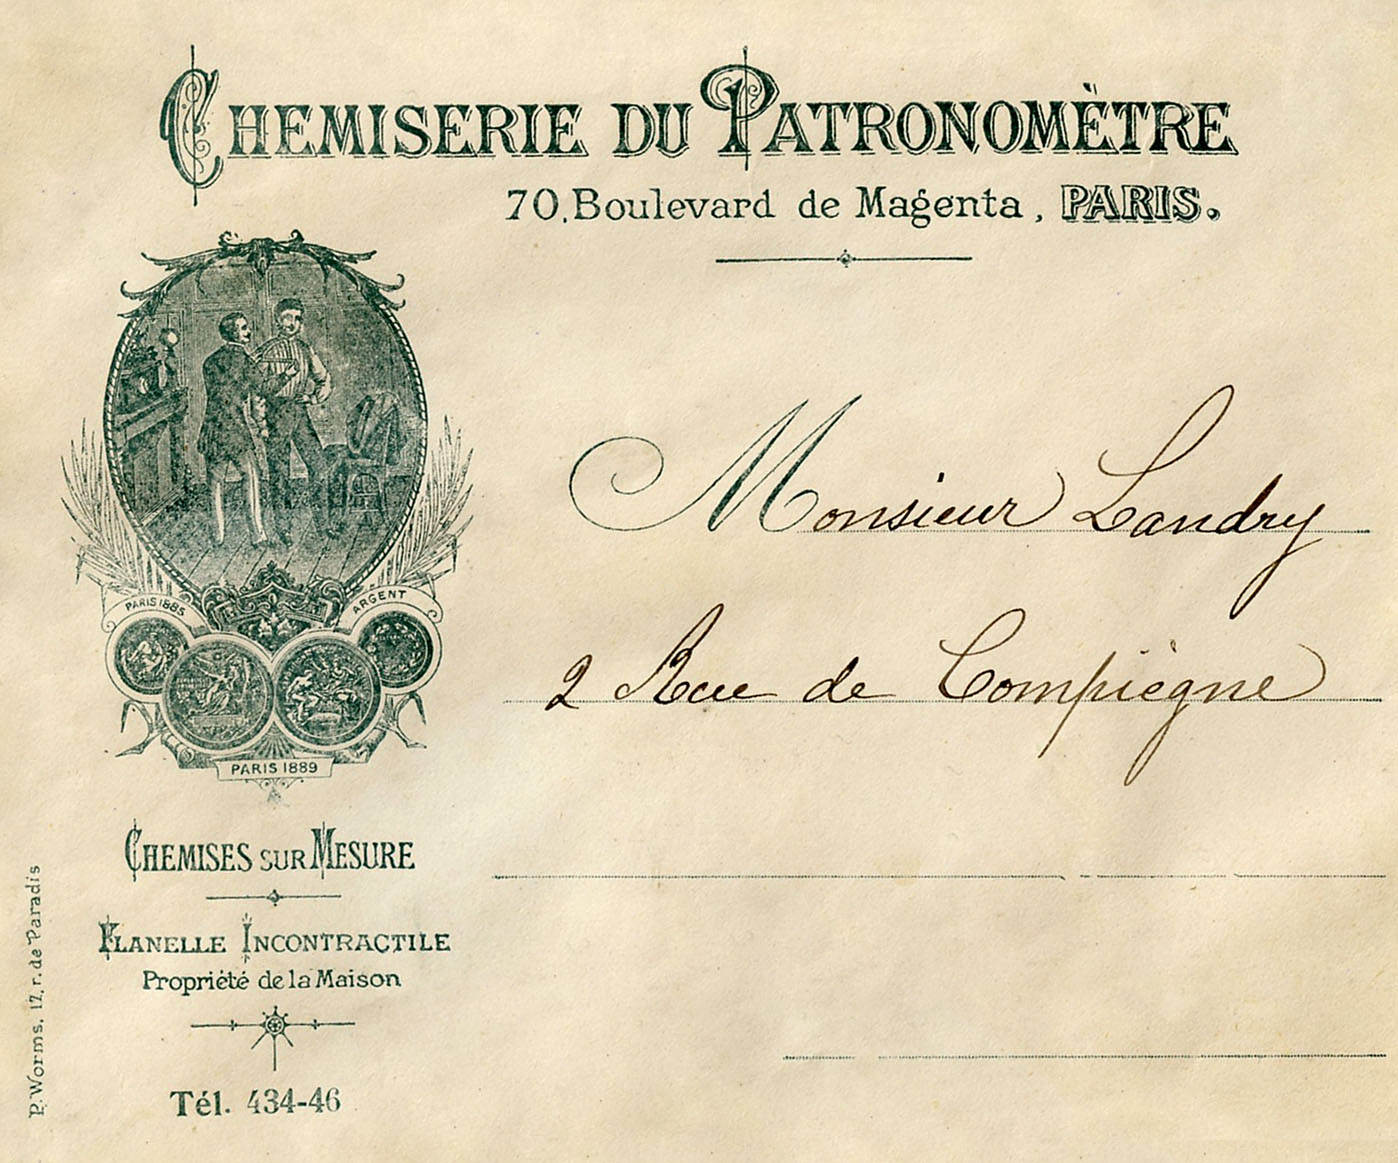 CHEMISERIE DU PATRONOMÈTRE
70, Boulevard de Magenta, PARIS.
Monsieur Landry
2 Rue de Compiègne
PARIS 1885
ARGENT
PARIS 1889
CHEMISES SUR MESURE
FLANELLE INCONTRACTILE
Propriété de la Maison
Tél. 434-46
P. Worms, 17, r. de Paradis